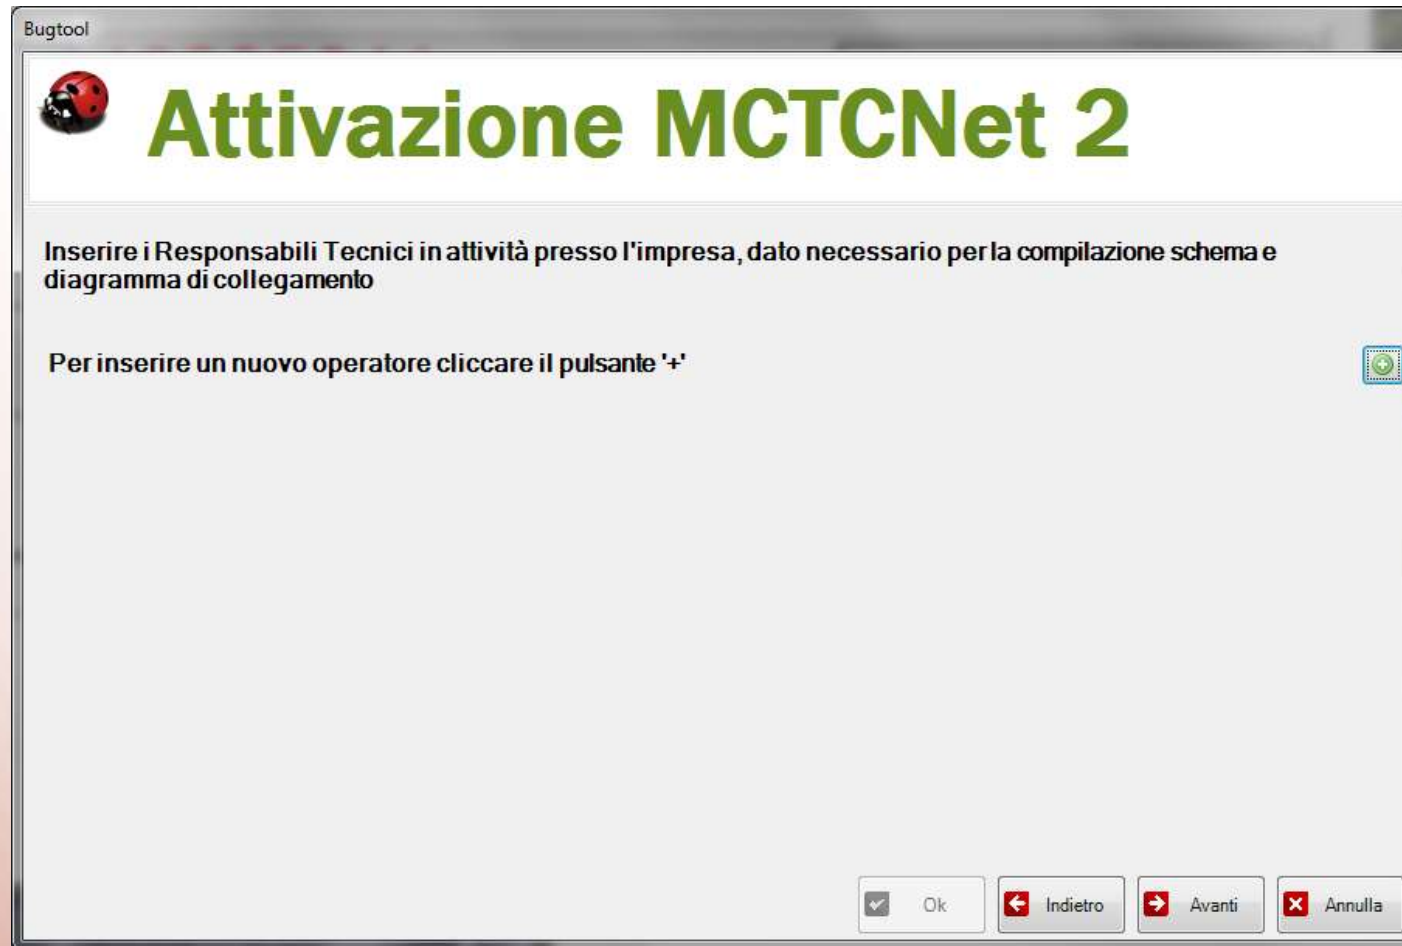 Bugtool
Attivazione MCTCNet 2
Inserire i Responsabili Tecnici in attività presso l'impresa, dato necessario per la compilazione schema e
diagramma di collegamento
Per inserire un nuovo operatore cliccare il pulsante '+'
Ok Indietro Avanti Annulla